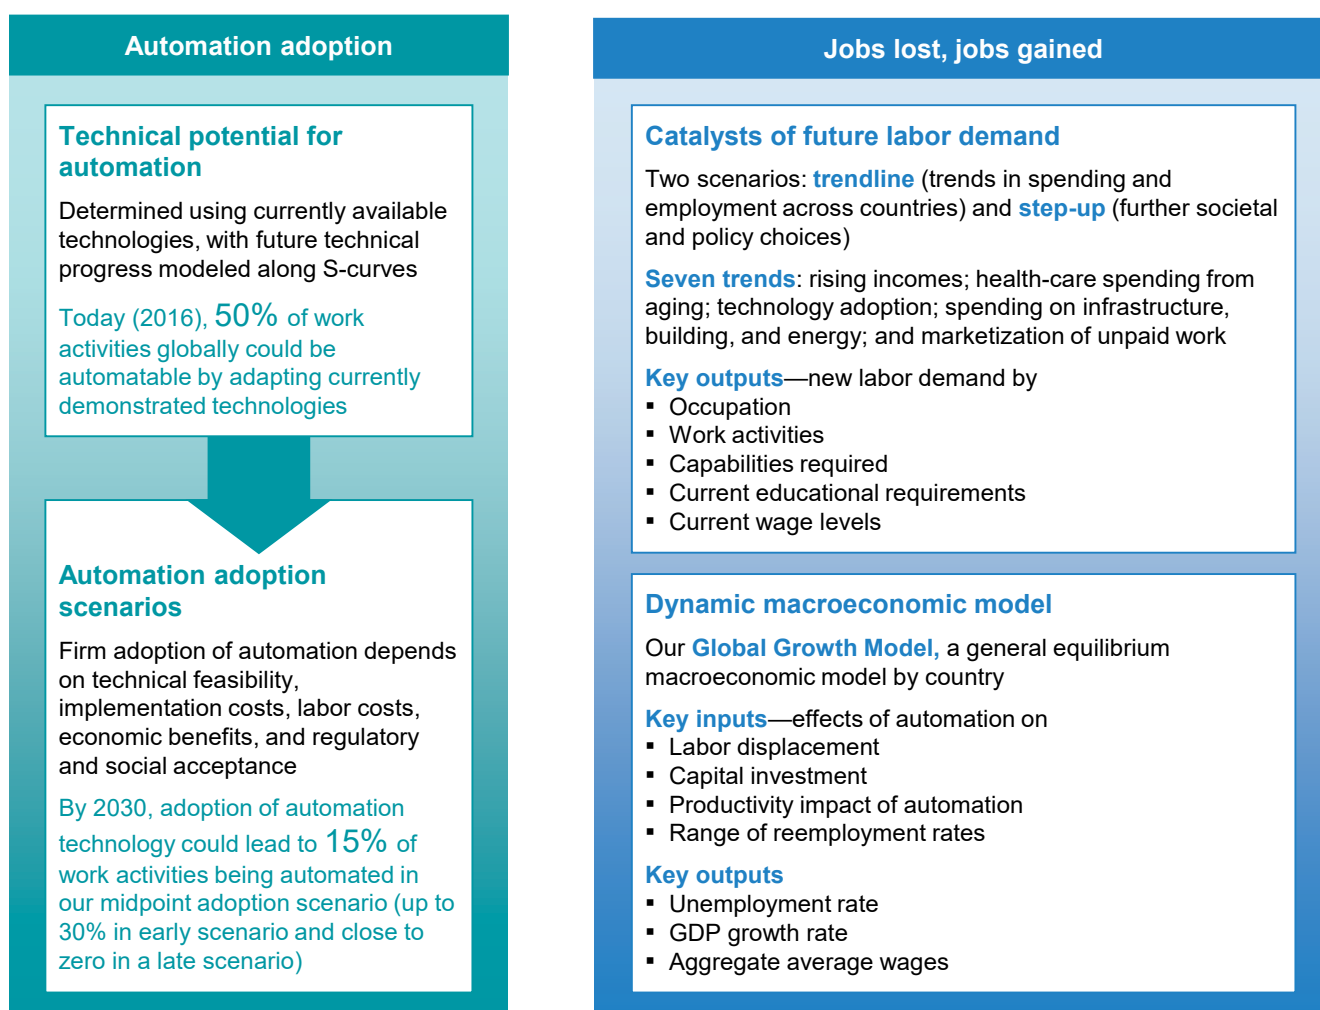 Automation adoption
Technical potential for
automation
Determined using currently available
technologies, with future technical
progress modeled along S-curves
Today (2016), 50% of work
activities globally could be
automatable by adapting currently
demonstrated technologies
Automation adoption
scenarios
Firm adoption of automation depends
on technical feasibility,
implementation costs, labor costs,
economic benefits, and regulatory
and social acceptance
By 2030, adoption of automation
technology could lead to 15% of
work activities being automated in
our midpoint adoption scenario (up to
30% in early scenario and close to
zero in a late scenario)
Jobs lost, jobs gained
Catalysts of future labor demand
Two scenarios: trendline (trends in spending and
employment across countries) and step-up (further societal
and policy choices)
Seven trends: rising incomes; health-care spending from
aging; technology adoption; spending on infrastructure,
building, and energy; and marketization of unpaid work
Key outputs—new labor demand by
▪ Occupation
▪ Work activities
▪ Capabilities required
▪ Current educational requirements
▪ Current wage levels
Dynamic macroeconomic model
Our Global Growth Model, a general equilibrium
macroeconomic model by country
Key inputs—effects of automation on
▪ Labor displacement
▪ Capital investment
▪ Productivity impact of automation
▪ Range of reemployment rates
Key outputs
▪ Unemployment rate
▪ GDP growth rate
▪ Aggregate average wages